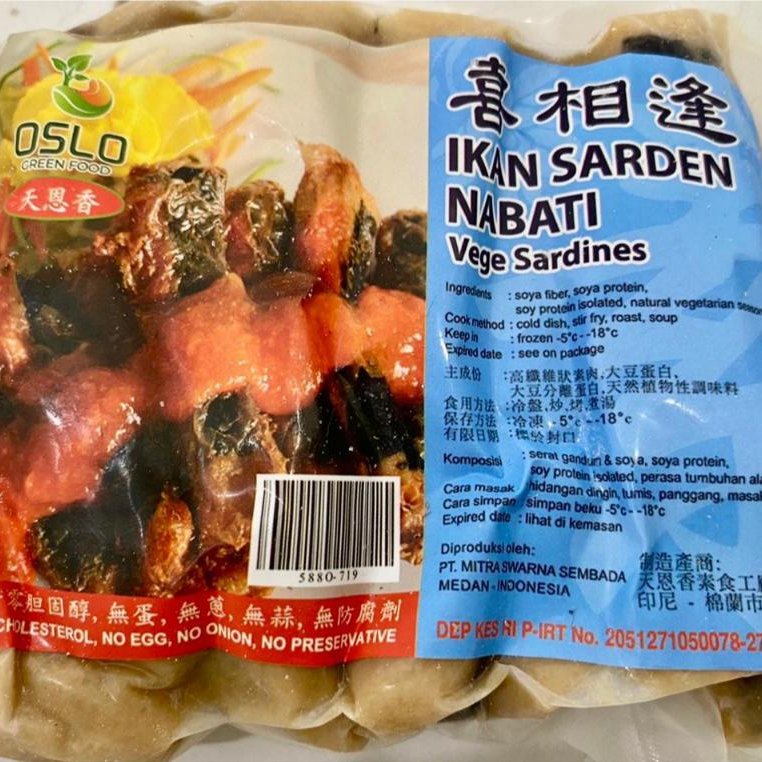 OSLO
GREEN FOOD
天恩香
喜相逢
IKAN SARDEN
NABATI
Vege Sardines
Ingredients : soya fiber, soya protein,
soy protein isolated, natural vegetarian
Cook method : cold dish, stir fry, roast, soup
Keep in : frozen -5°c - -18°c
Expired date : see on package
主成份 : 高纖維狀素肉,大豆蛋白,
大豆分離蛋白,天然植物性調味料
食用方法 : 冷盤,炒,烤,煮湯
保存方法 : 冷凍 -5°c - -18°c
有限日期 : 標於封口
Komposisi : serat gandum & soya, soya protein,
soy protein isolated, perasa tumbuhan
Cara masak : hidangan dingin, tumis, panggang,
Cara simpan : simpan beku -5°c - -18°c
Expired date : lihat di kemasan
Diproduksi oleh:
PT. MITRA SWARNA SEMBADA
MEDAN - INDONESIA
製造產商:
天恩香素食工
印尼 - 棉蘭市
DEP KES RI P-IRT No. 2051271050078-27
5880-719
零胆固醇, 無蛋, 無蔥, 無蒜, 無防腐劑
CHOLESTEROL, NO EGG, NO ONION, NO PRESERVATIVE